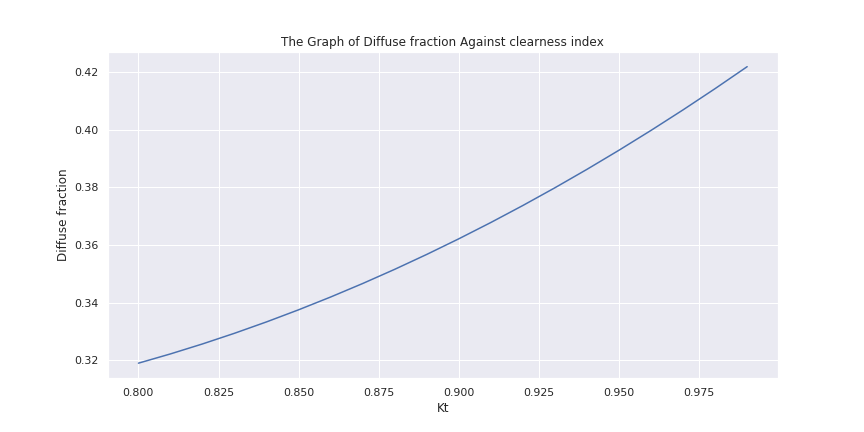 The Graph of Diffuse fraction Against clearness index
0.42
0.40
0.38
0.36
0.34
0.32
Diffuse fraction
0.800 0.825 0.850 0.875 0.900 0.925 0.950 0.975
Kt